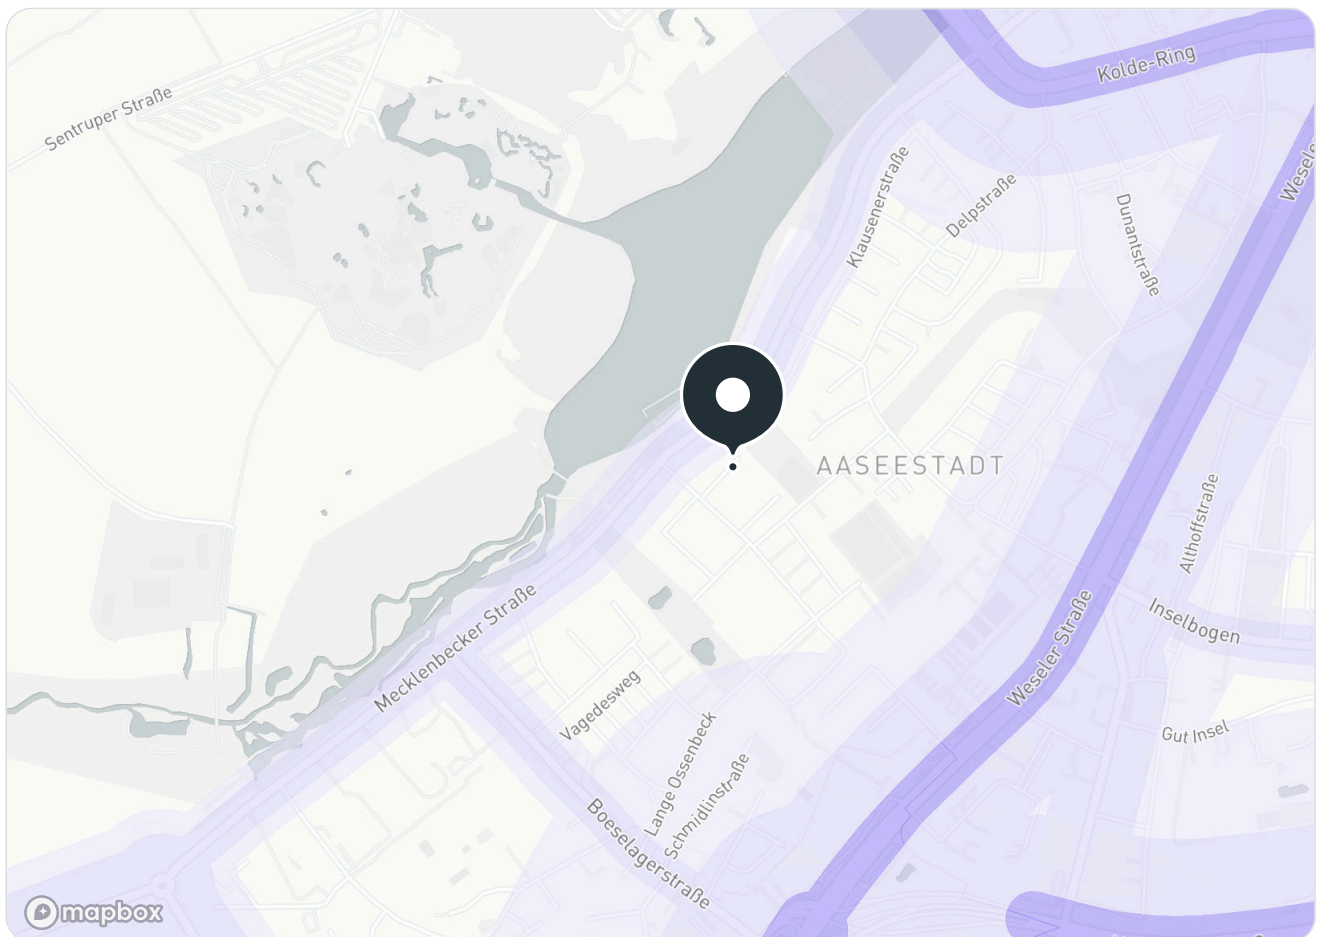 Kolde-Ring
Sentruper Straße
Klausenerstraße
Delpstraße
Dunantstraße
AASEESTADT
Althoffstraße
Mecklenbecker Straße
Weseler Straße
Inselbogen
Vagedesweg
Lange Ossenbeck
Schmidlinstraße
Gut Insel
Boeselagerstraße
mapbox